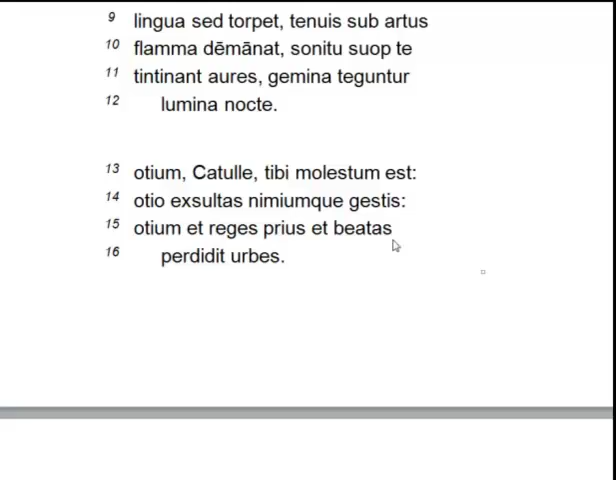 9 lingua sed torpet, tenuis sub artus
10 flamma dēmānat, sonitu suop te
11 tintinant aures, gemina teguntur
12 lumina nocte.
13 otium, Catulle, tibi molestum est:
14 otio exsultas nimiumque gestis:
15 otium et reges prius et beatas
16 perdidit urbes.